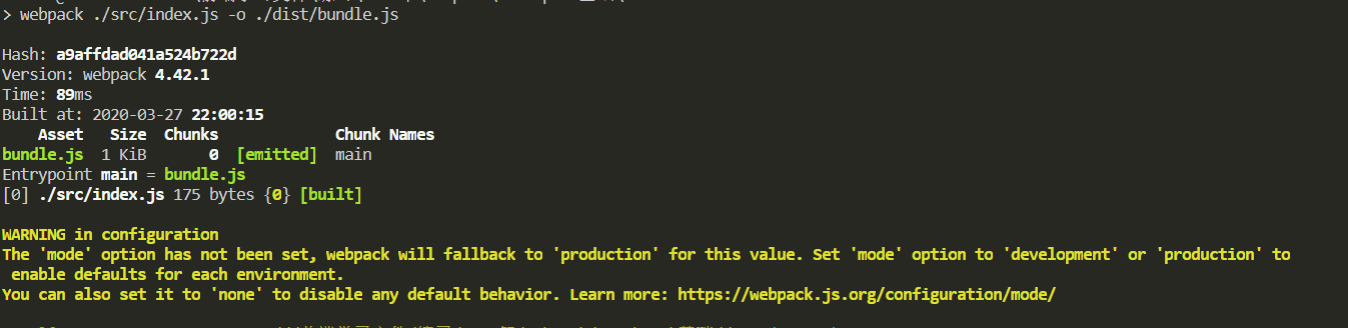 > webpack ./src/index.js -o ./dist/bundle.js
Hash: a9affdad041a524b722d
Version: webpack 4.42.1
Time: 89ms
Built at: 2020-03-27 22:00:15
Asset Size Chunks Chunk Names
bundle.js 1 KiB 0 [emitted] main
Entrypoint main = bundle.js
[0] ./src/index.js 175 bytes {0} [built]
WARNING in configuration
The 'mode' option has not been set, webpack will fallback to 'production' for this value. Set 'mode' option to 'development' or 'production' to
enable defaults for each environment.
You can also set it to 'none' to disable any default behavior. Learn more: https://webpack.js.org/configuration/mode/